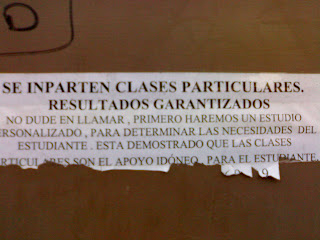 SE INPARTEN CLASES PARTICULARES.
RESULTADOS GARANTIZADOS
NO DUDE EN LLAMAR , PRIMERO HAREMOS UN ESTUDIO
PERSONALIZADO , PARA DETERMINAR LAS NECESIDADES DEL
ESTUDIANTE . ESTA DEMOSTRADO QUE LAS CLASES
PARTICULARES SON EL APOYO IDÓNEO , PARA EL ESTUDIANTE,